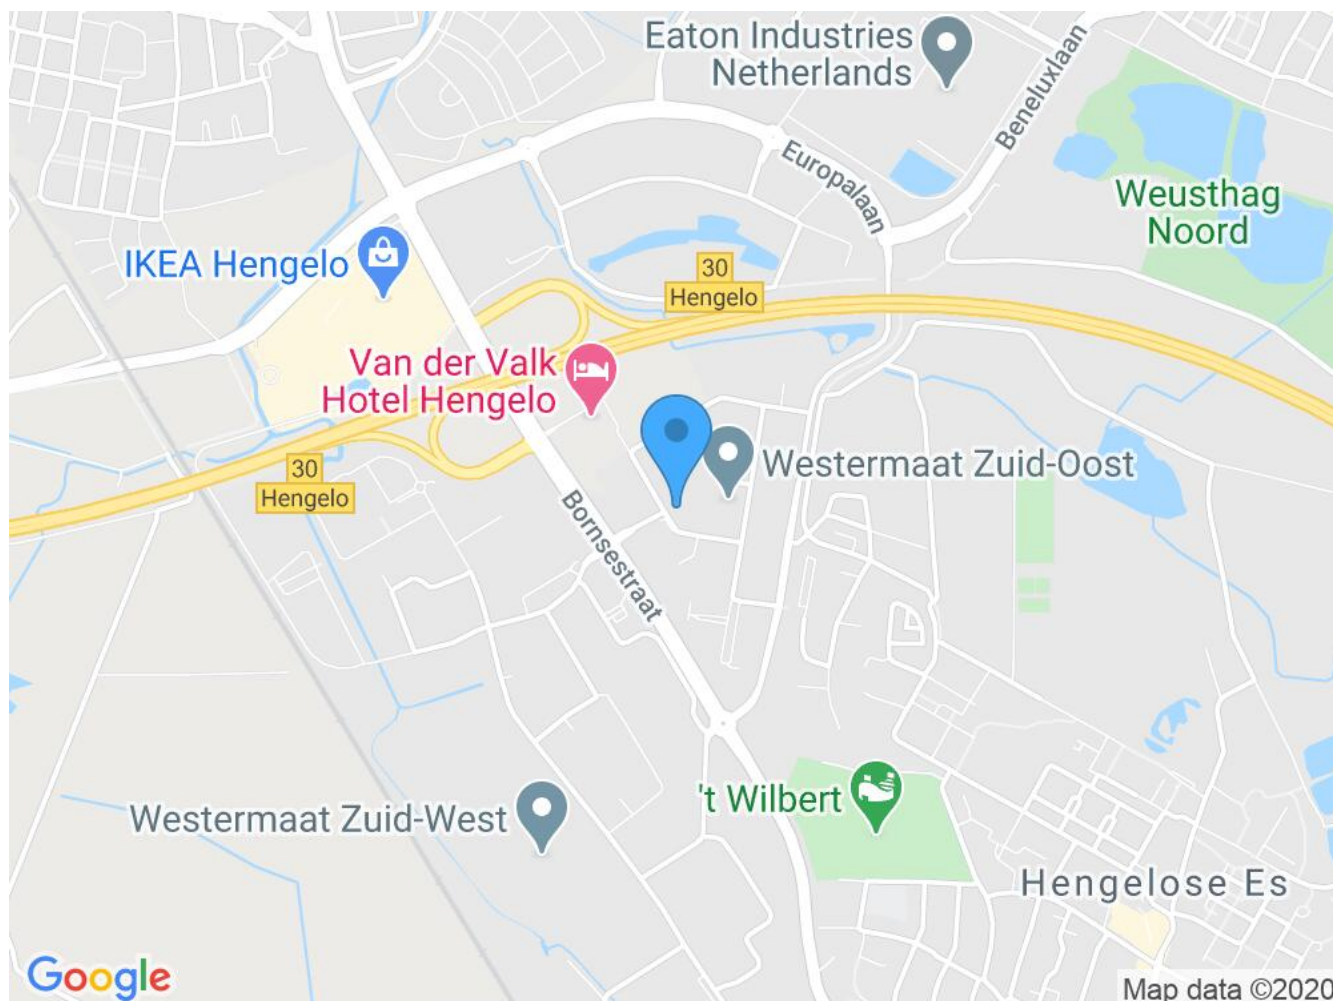 Eaton Industries
Netherlands
Beneluxlaan
Europalaan
Weusthag
Noord
IKEA Hengelo
30
Hengelo
Van der Valk
Hotel Hengelo
Westermaat Zuid-Oost
30
Hengelo
Bornsestraat
't Wilbert
Westermaat Zuid-West
Hengelose Es
Google
Map data ©2020